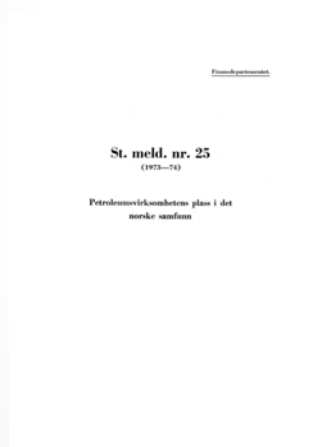 Finansdepartementet.
St. meld. nr. 25
(1973—74)
Petroleumsvirksomhetens plass i det
norske samfunn